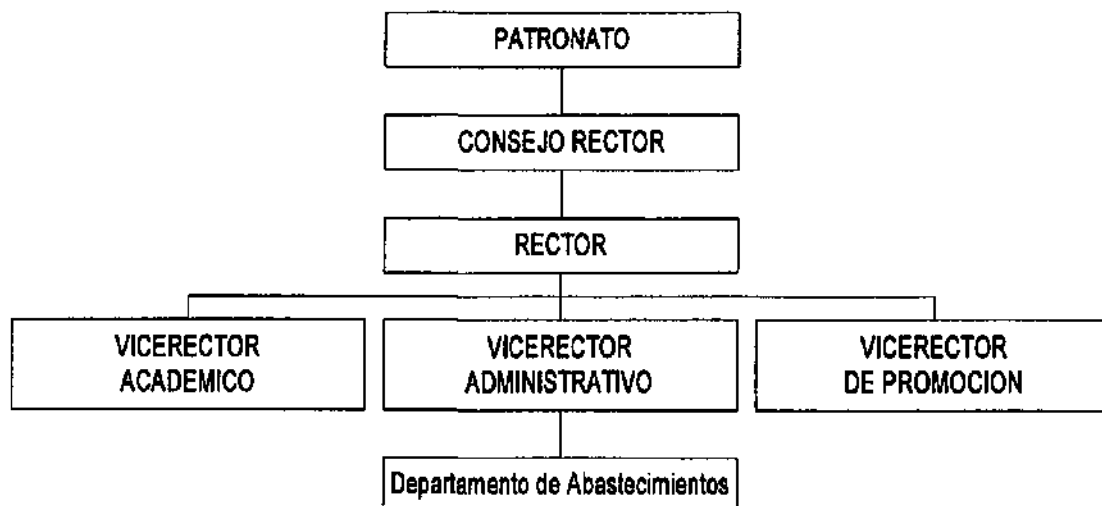 PATRONATO
CONSEJO RECTOR
RECTOR
VICERECTOR
ACADEMICO
VICERECTOR
ADMINISTRATIVO
VICERECTOR
DE PROMOCION
Departamento de Abastecimientos